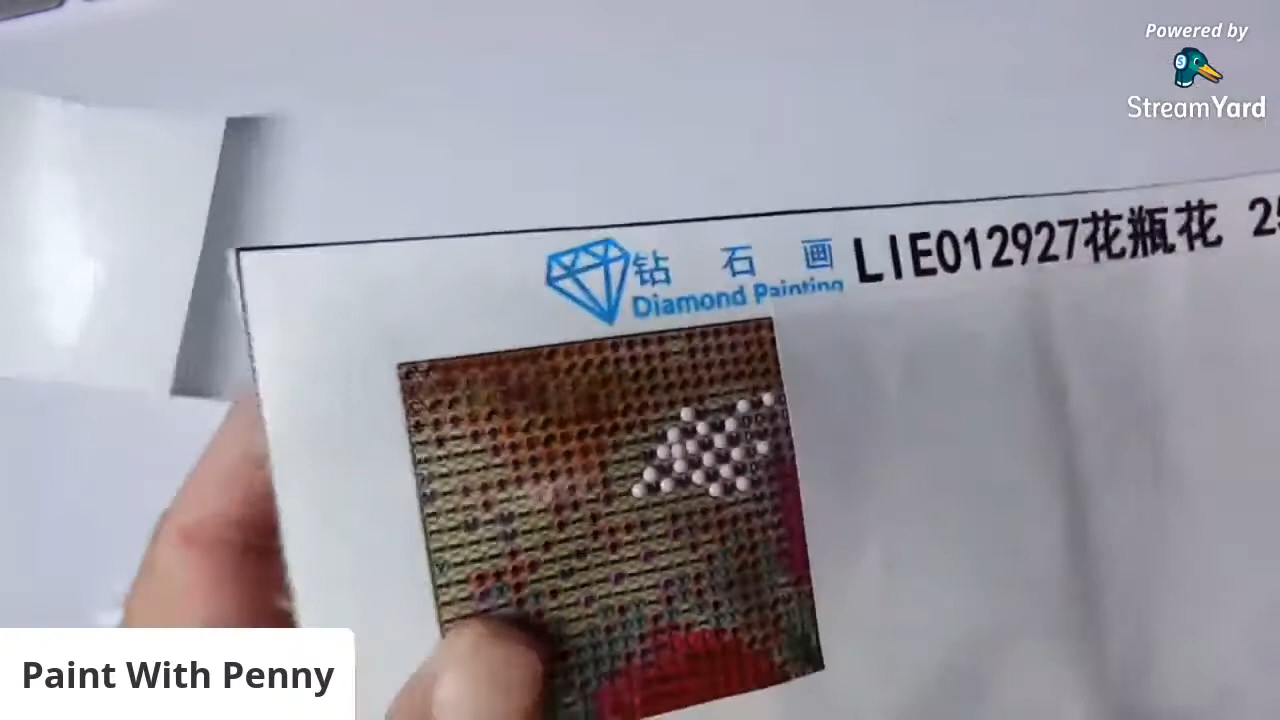 Powered by
StreamYard
钻石画
Diamond Painting
LIE012927花瓶花 25
Paint With Penny